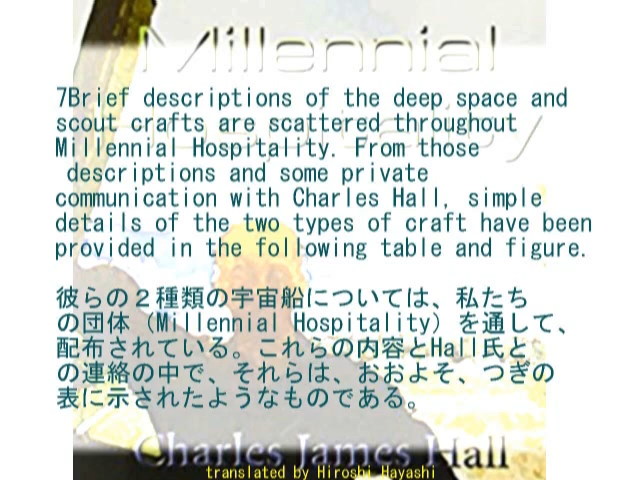 Millennial
7Brief descriptions of the deep space and
scout crafts are scattered throughout
Millennial Hospitality. From those
descriptions and some private
communication with Charles Hall, simple
details of the two types of craft have been
provided in the following table and figure.
彼らの２種類の宇宙船については、私たち
の団体（Millennial Hospitality）を通して、
配布されている。これらの内容とHall氏と
の連絡の中で、それらは、おおよそ、つぎの
表に示されたようなものである。
Charles James Hall
translated by Hiroshi Hayashi